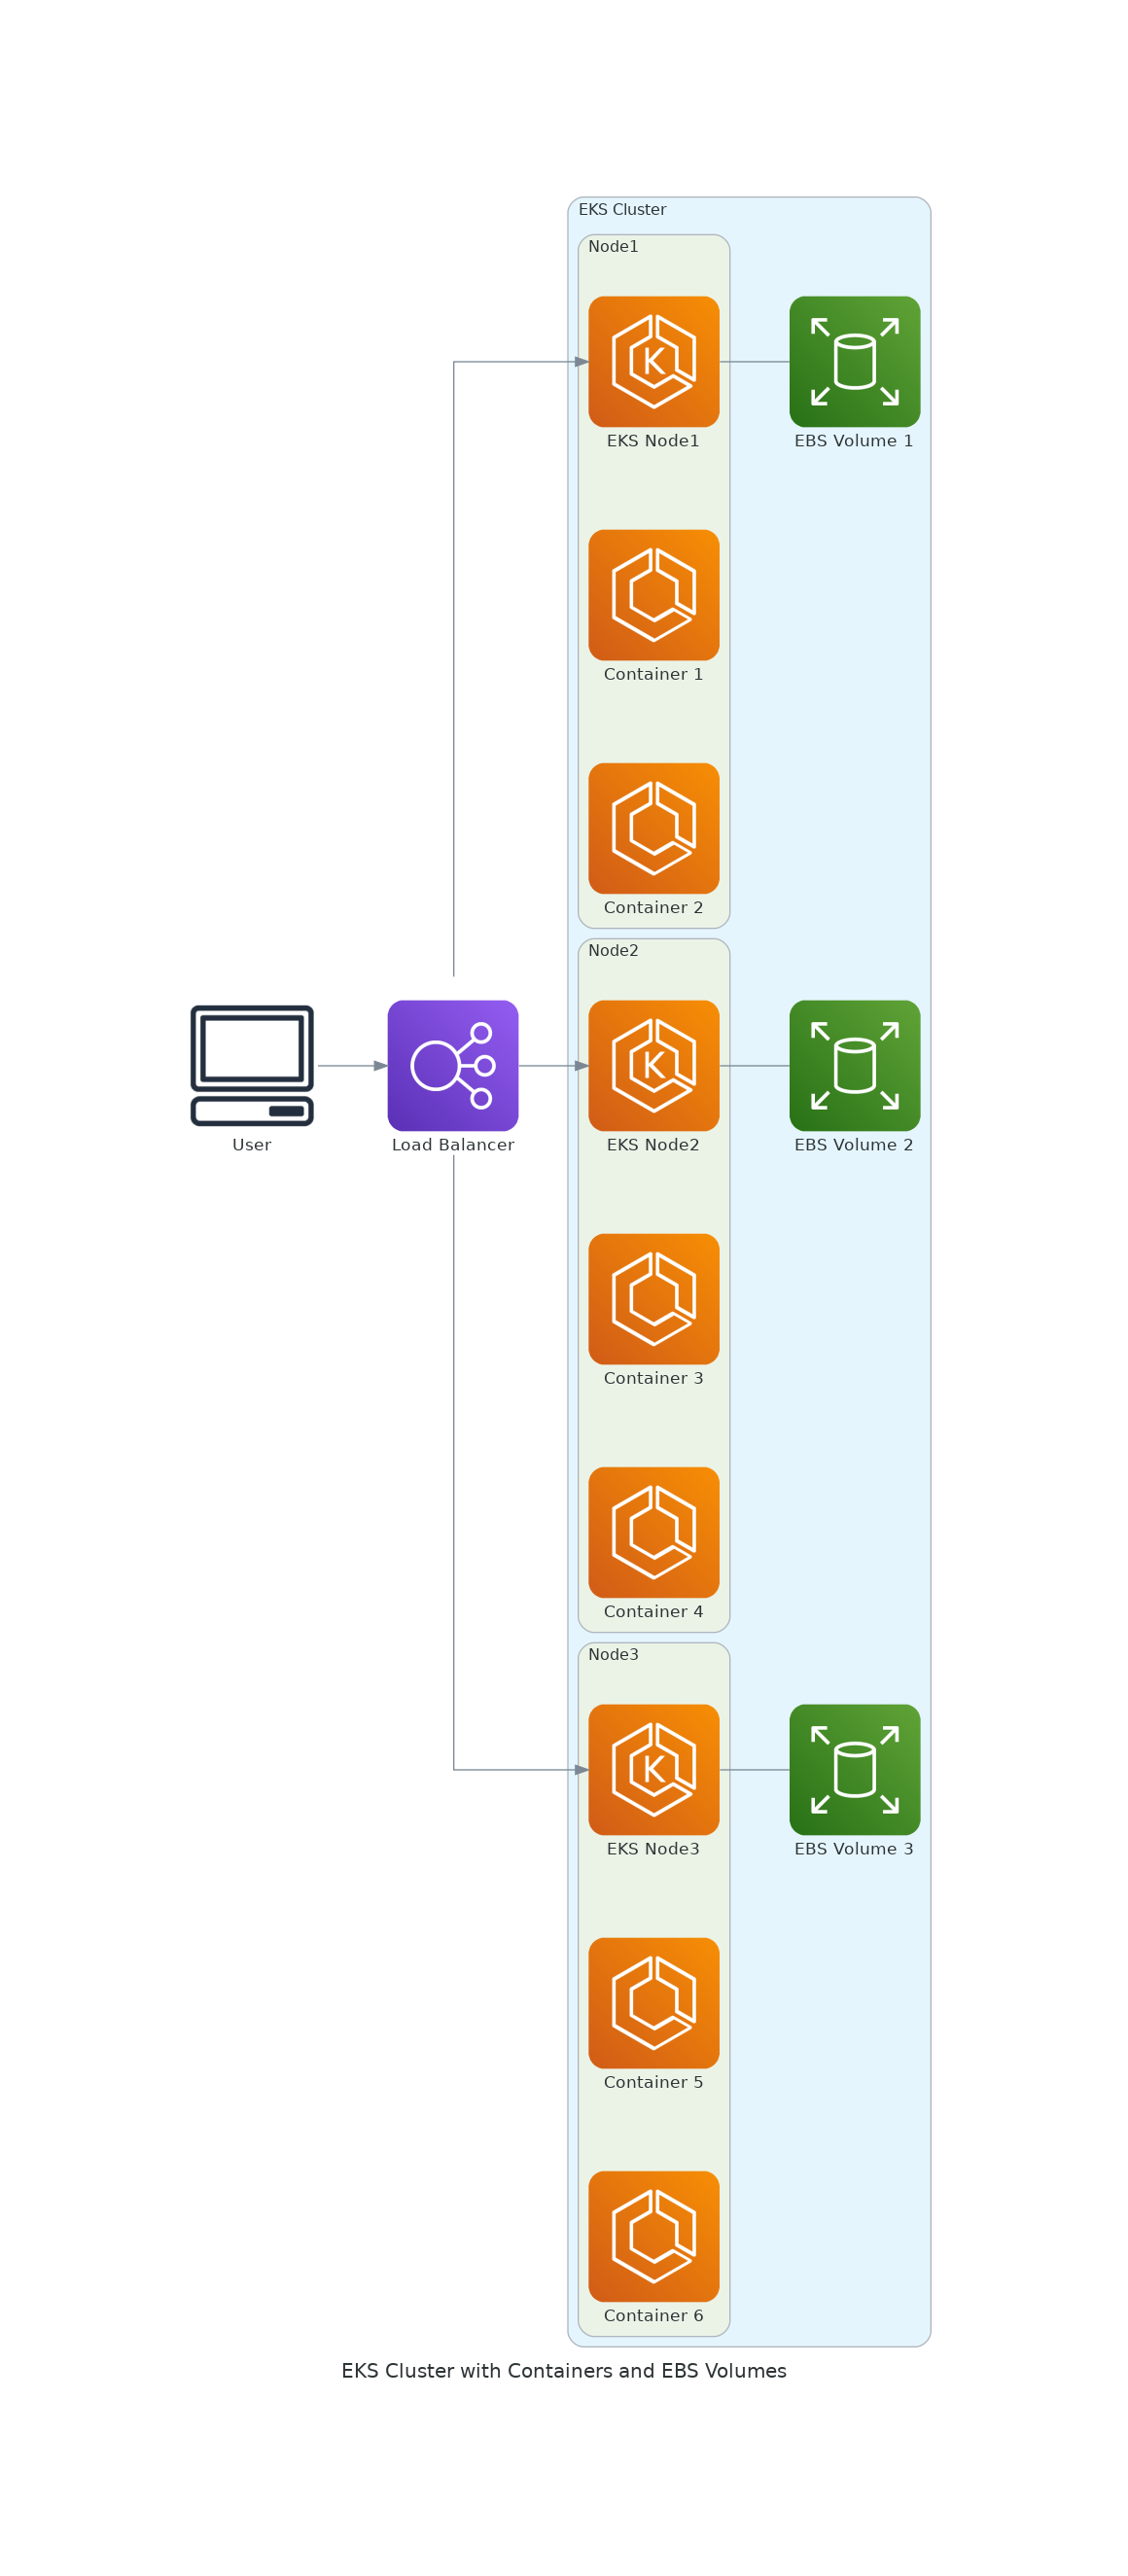 EKS Cluster
Node1
EKS Node1
EBS Volume 1
Container 1
Container 2
Node2
User
Load Balancer
EKS Node2
EBS Volume 2
Container 3
Container 4
Node3
EKS Node3
EBS Volume 3
Container 5
Container 6
EKS Cluster with Containers and EBS Volumes